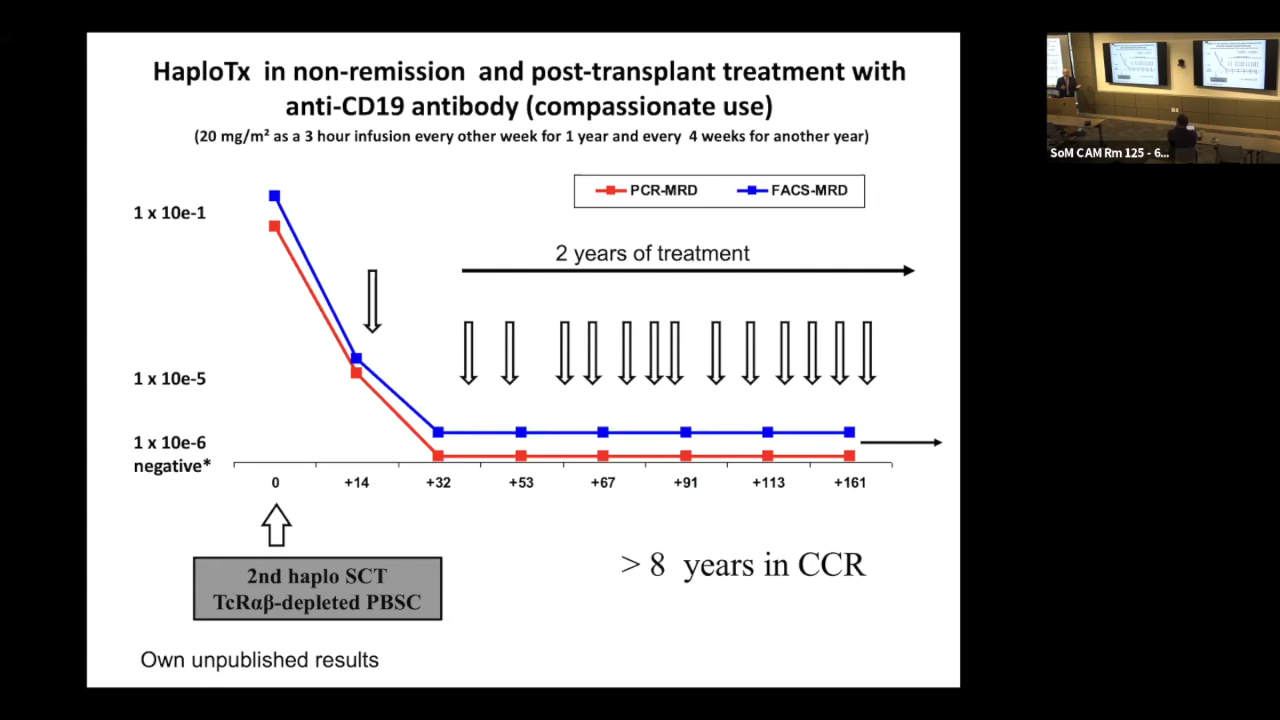 HaploTx in non-remission and post-transplant treatment with
anti-CD19 antibody (compassionate use)
(20 mg/m² as a 3 hour infusion every other week for 1 year and every 4 weeks for another year)
PCR-MRD FACS-MRD
1 x 10e-1
2 years of treatment
1 x 10e-5
1 x 10e-6
negative*
0 +14 +32 +53 +67 +91 +113 +161
2nd haplo SCT
TcRαβ-depleted PBSC
> 8 years in CCR
Own unpublished results
SoM CAM Rm 125 - 6...